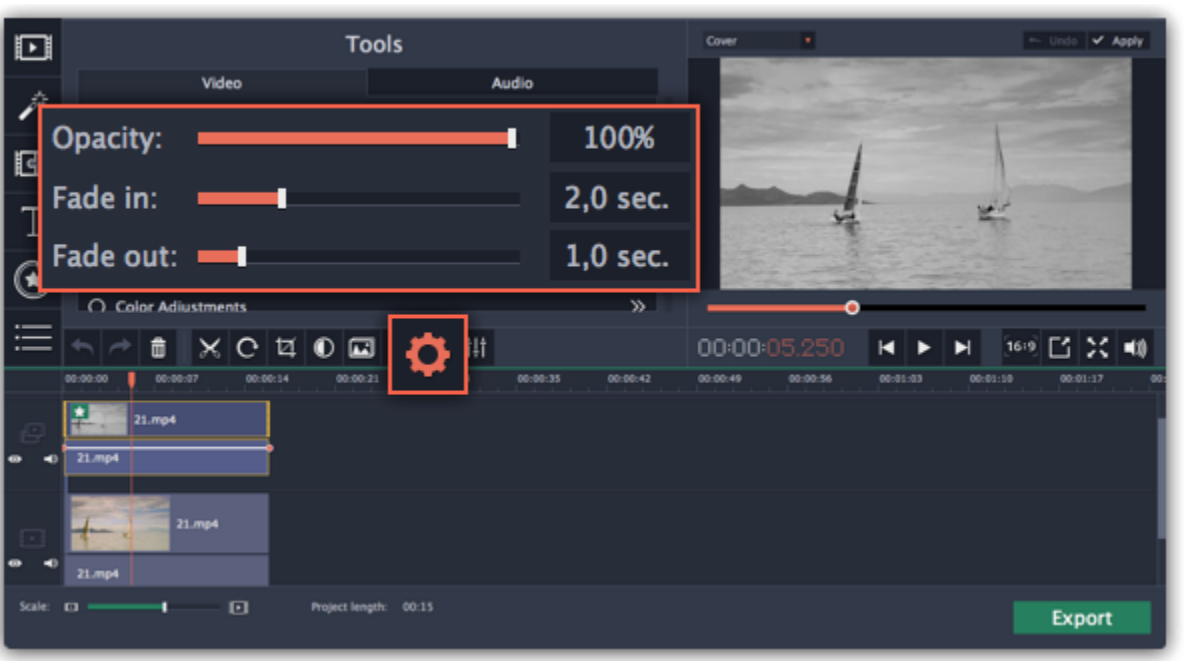 Tools
Cover
Undo
Apply
Video
Audio
Opacity:
100%
Fade in:
2,0 sec.
Fade out:
1,0 sec.
Color Adjustments
T
00:00:05.250
16:9
00:00:00 00:00:07 00:00:14 00:00:21 00:00:35 00:00:42 00:00:49 00:00:56 00:01:03 00:01:10 00:01:17 00:
21.mp4
21.mp4
21.mp4
21.mp4
Scale:
Project length: 00:15
Export